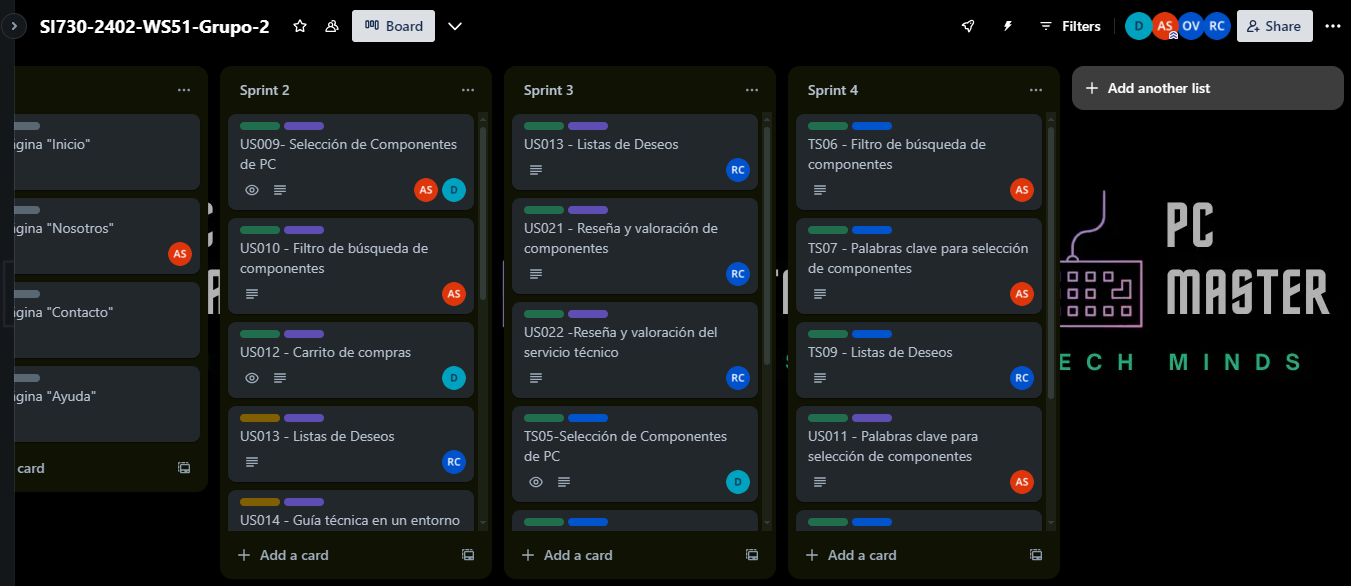 SI730-2402-WS51-Grupo-2
Board
Filters
D
AS
OV
RC
Share
"Inicio"
"Nosotros"
AS
"Contacto"
"Ayuda"
card
Sprint 2
US009- Selección de Componentes
de PC
AS
D
US010 - Filtro de búsqueda de
componentes
AS
US012 - Carrito de compras
D
US013 - Listas de Deseos
RC
US014 - Guía técnica en un entorno
Add a card
Sprint 3
US013 - Listas de Deseos
RC
US021 - Reseña y valoración de
componentes
RC
US022 -Reseña y valoración del
servicio técnico
RC
TS05-Selección de Componentes
de PC
D
Add a card
Sprint 4
TS06 - Filtro de búsqueda de
componentes
AS
TS07 - Palabras clave para selección
de componentes
AS
TS09 - Listas de Deseos
RC
US011 - Palabras clave para
selección de componentes
AS
Add a card
Add another list
PC
MASTER
MINDS